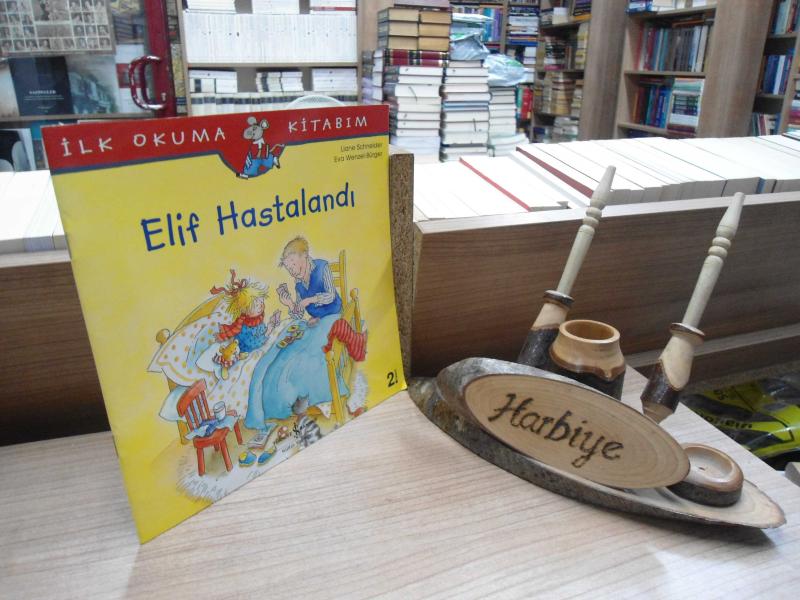 İLK OKUMA KİTABIM
Liane Schneider
Eva Wenzel-Bürger
Elif Hastalandı
2
Harbiye